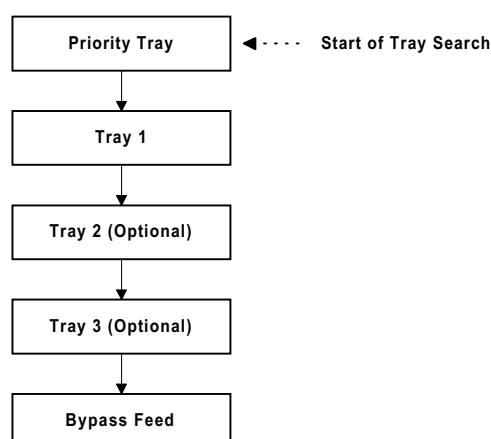 Priority Tray
Start of Tray Search
Tray 1
Tray 2 (Optional)
Tray 3 (Optional)
Bypass Feed